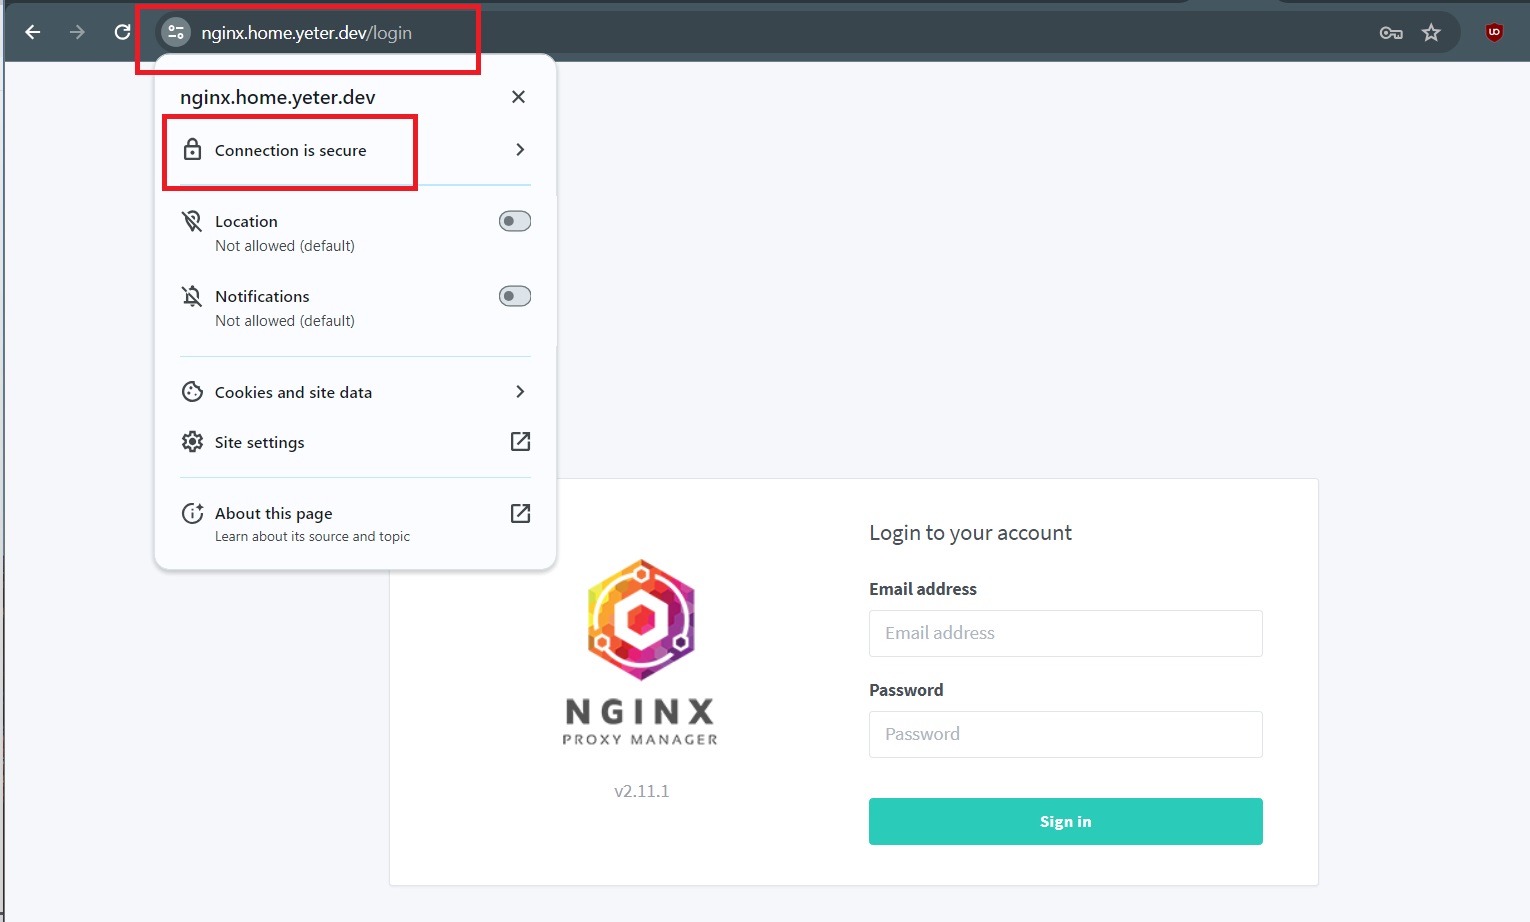 nginx.home.yeter.dev/login
nginx.home.yeter.dev
Connection is secure
Location
Not allowed (default)
Notifications
Not allowed (default)
Cookies and site data
Site settings
About this page
Learn about its source and topic
NGINX
PROXY MANAGER
v2.11.1
Login to your account
Email address
Email address
Password
Password
Sign in